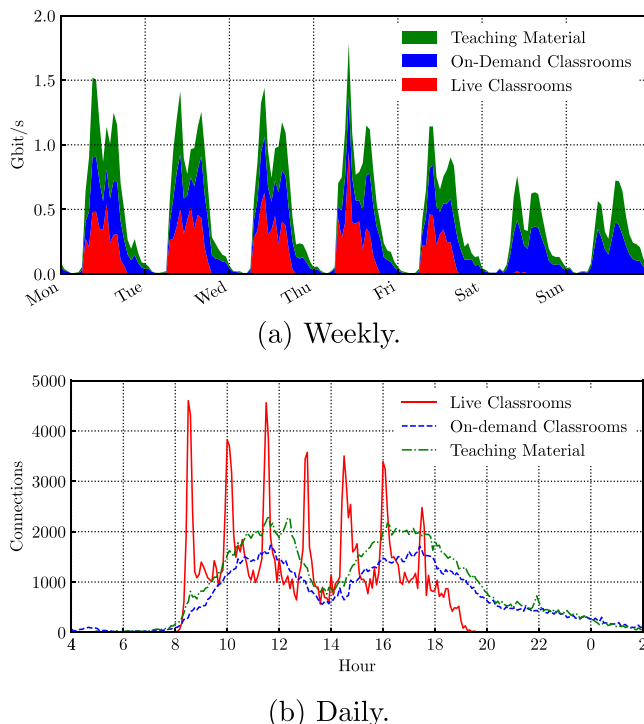 2.0
Teaching Material
On-Demand Classrooms
Live Classrooms
1.5
Gbit/s
1.0
0.5
0.0
Mon Tue Wed Thu Fri Sat Sun
(a) Weekly.
5000
Live Classrooms
On-demand Classrooms
Teaching Material
4000
3000
Connections
2000
1000
0
4 6 8 10 12 14 16 18 20 22 0 2
Hour
(b) Daily.